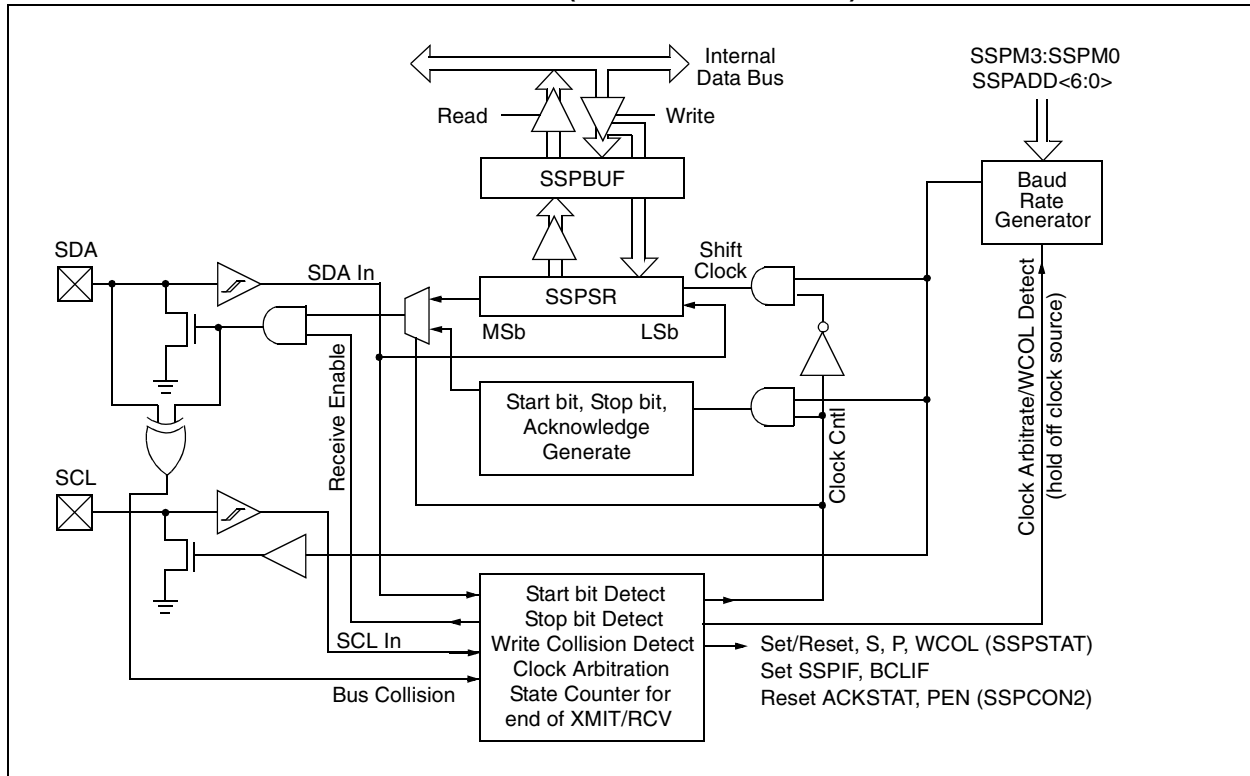 Internal
Data Bus
SSPM3:SSPM0
SSPADD<6:0>
Read
Write
SSPBUF
Baud
Rate
Generator
SDA
SDA In
Shift
Clock
SSPSR
MSb
LSb
Start bit, Stop bit,
Acknowledge
Generate
Receive Enable
Clock Cntl
Clock Arbitrate/WCOL Detect
(hold off clock source)
SCL
SCL In
Bus Collision
Start bit Detect
Stop bit Detect
Write Collision Detect
Clock Arbitration
State Counter for
end of XMIT/RCV
Set/Reset, S, P, WCOL (SSPSTAT)
Set SSPIF, BCLIF
Reset ACKSTAT, PEN (SSPCON2)